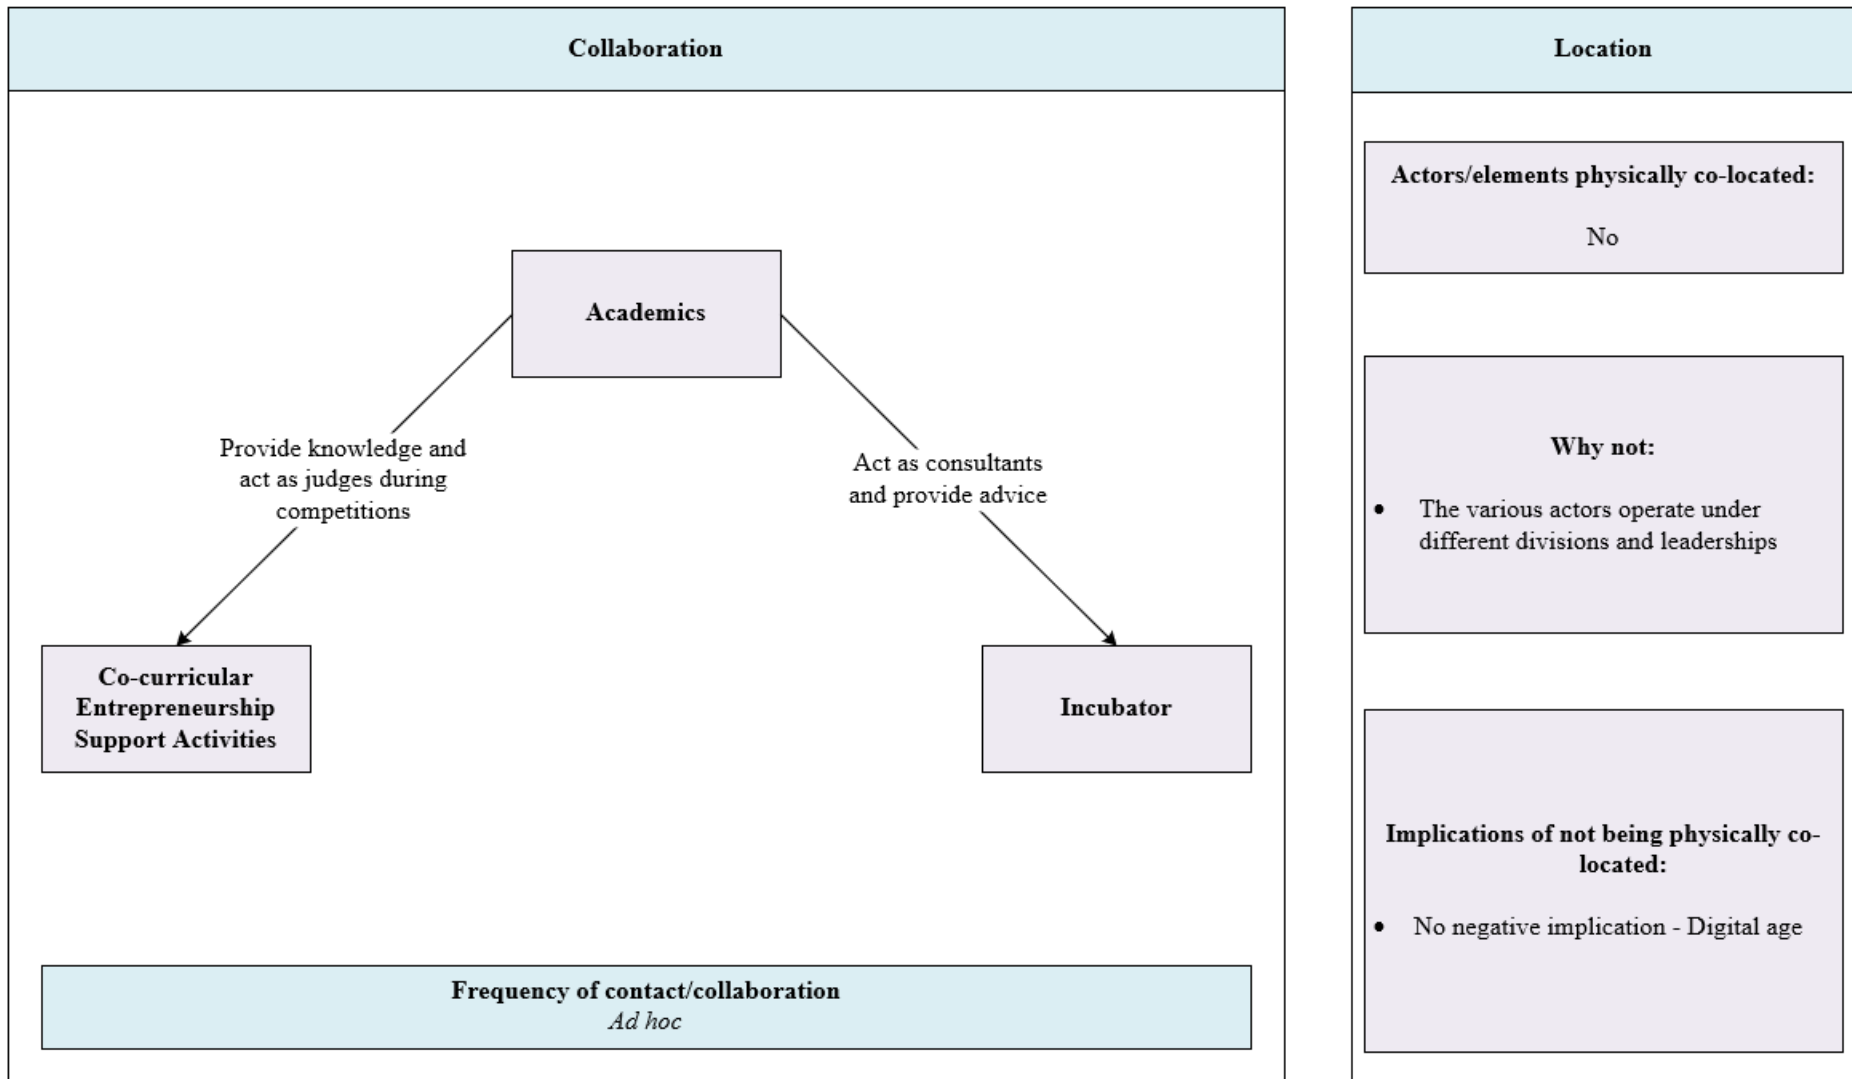 Collaboration
Academics
Provide knowledge and
act as judges during
competitions
Act as consultants
and provide advice
Co-curricular
Entrepreneurship
Support Activities
Incubator
Frequency of contact/collaboration
Ad hoc
Location
Actors/elements physically co-located:
No
Why not:
• The various actors operate under
different divisions and leaderships
Implications of not being physically co-
located:
• No negative implication - Digital age